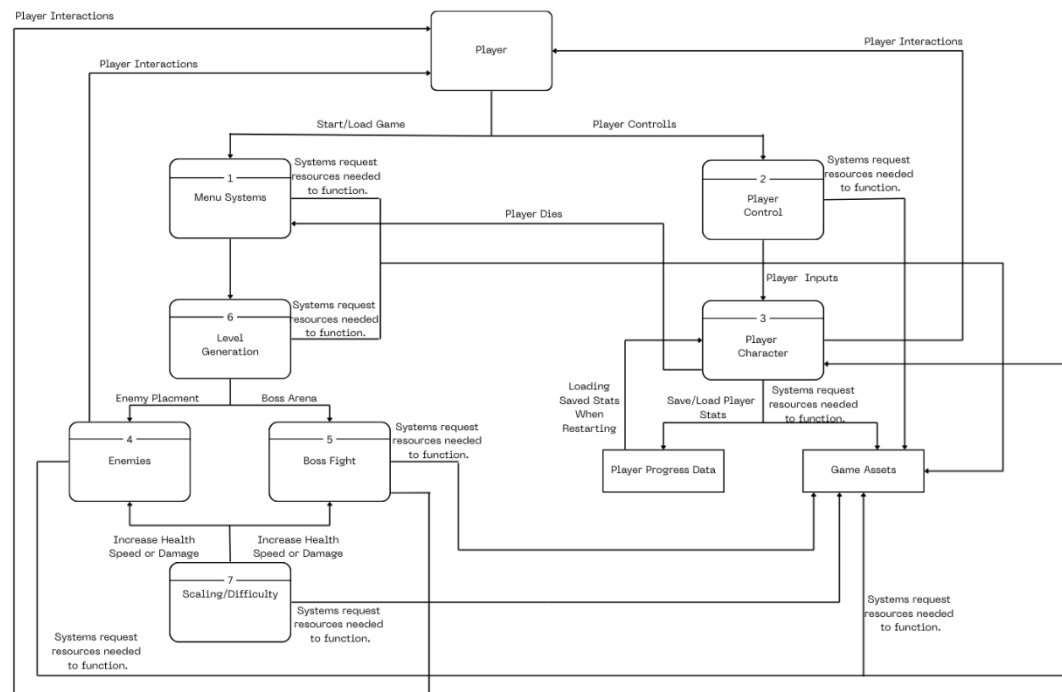 Player Interactions
Player
Player Interactions
Player Interactions
Start/Load Game
Player Controlls
1
Menu Systems
Systems request
resources needed
to function.
2
Player
Control
Systems request
resources needed
to function.
Player Dies
Player Inputs
6
Level
Generation
Systems request
resources needed
to function.
3
Player
Character
Enemy Placment
Boss Arena
Loading
Saved Stats
When
Restarting
Save/Load Player
Stats
Systems request
resources needed
to function.
4
Enemies
5
Boss Fight
Systems request
resources needed
to function.
Player Progress Data
Game Assets
Increase Health
Speed or Damage
Increase Health
Speed or Damage
7
Scaling/Difficulty
Systems request
resources needed
to function.
Systems request
resources needed
to function.
Systems request
resources needed
to function.